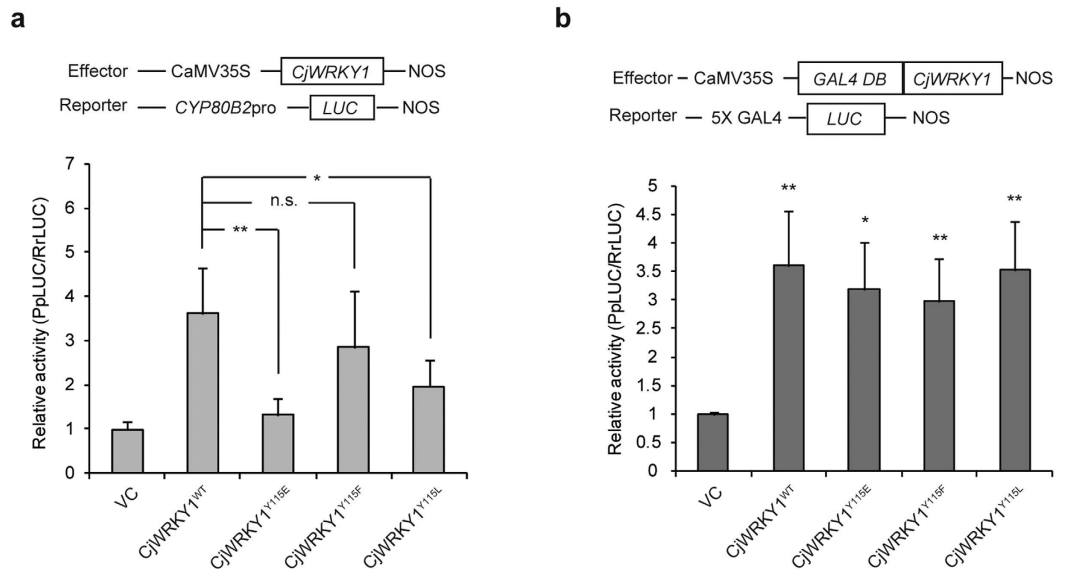 a
Effector CaMV35S CjWRKY1 NOS
Reporter CYP80B2pro LUC NOS
Relative activity (PpLUC/RrLUC)
7
6
5
4
3
2
1
0
*
n.s.
**
VC
CjWRKY1WT
CjWRKY1Y115E
CjWRKY1Y115F
CjWRKY1Y115L
b
Effector CaMV35S GAL4 DB CjWRKY1 NOS
Reporter 5X GAL4 LUC NOS
Relative activity (PpLUC/RrLUC)
5
4.5
4
3.5
3
2.5
2
1.5
1
0.5
0
**
*
**
**
VC
CjWRKY1WT
CjWRKY1Y115E
CjWRKY1Y115F
CjWRKY1Y115L